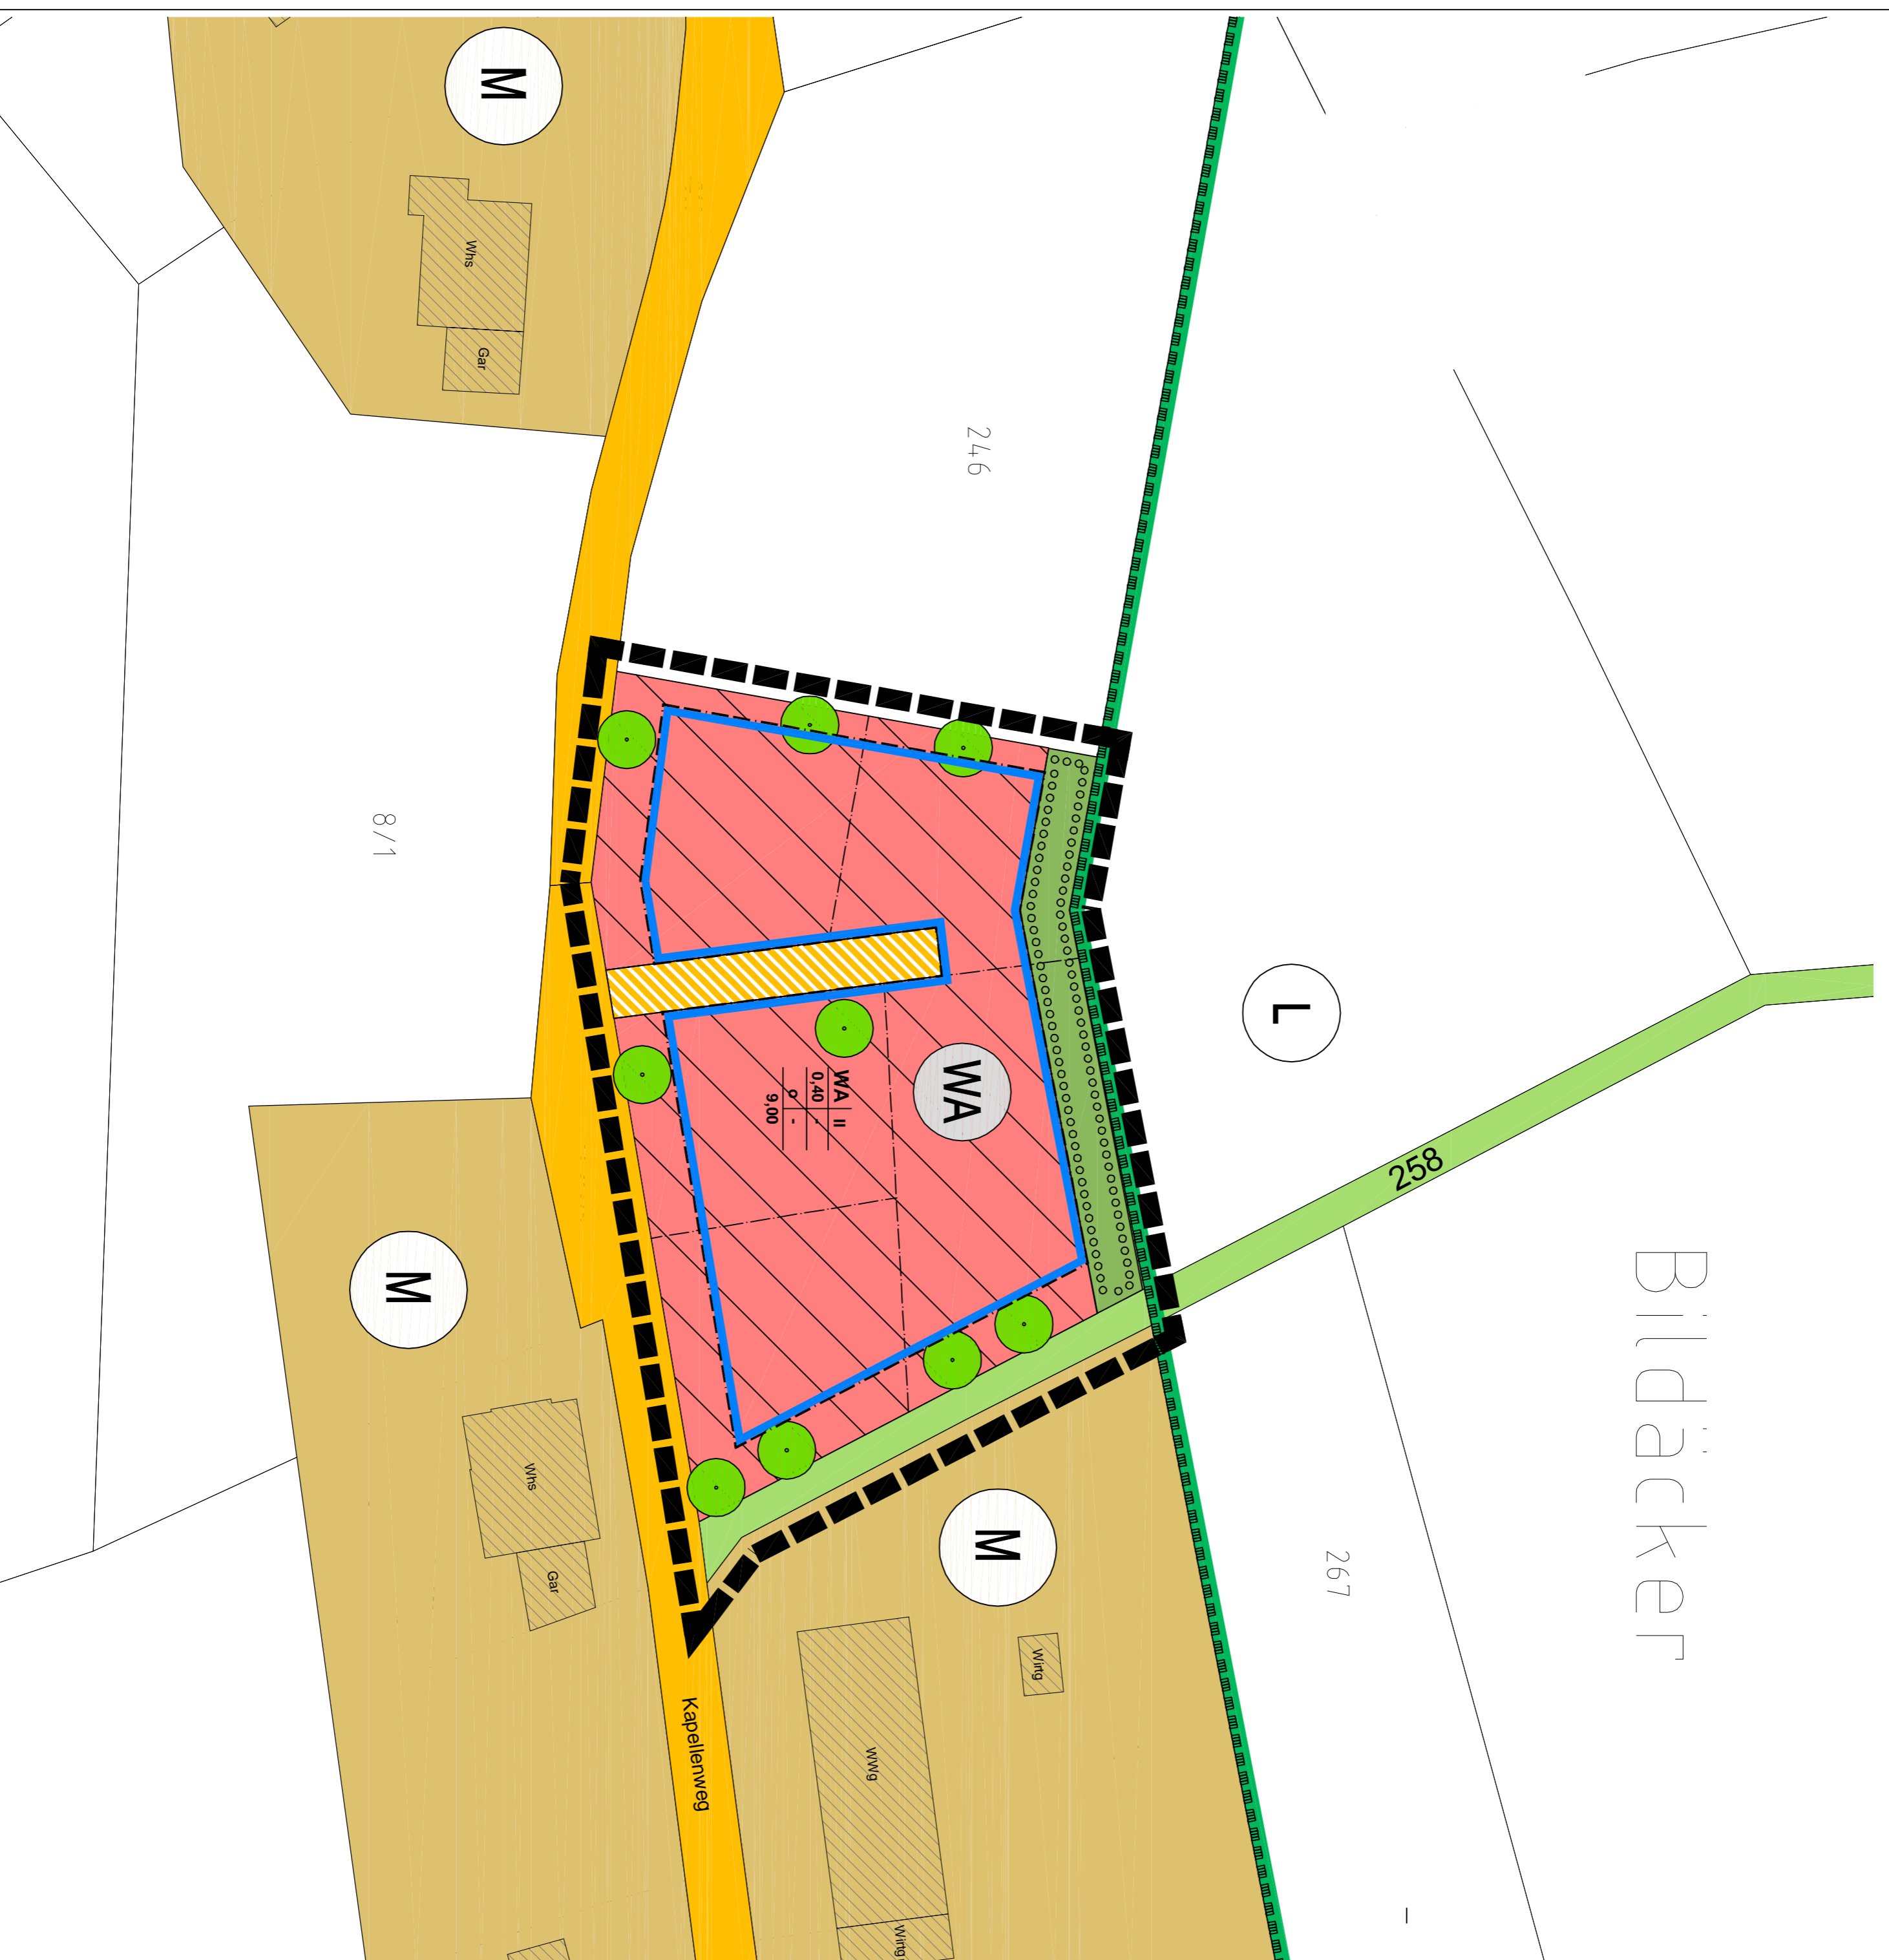 M
Whs
Gar
246
8/1
L
258
Bildäcker
WA
WA II
0,40 -
o -
9,00
M
Whs
Gar
M
267
Wirtg
WWg
Wirtg
Kapellenweg